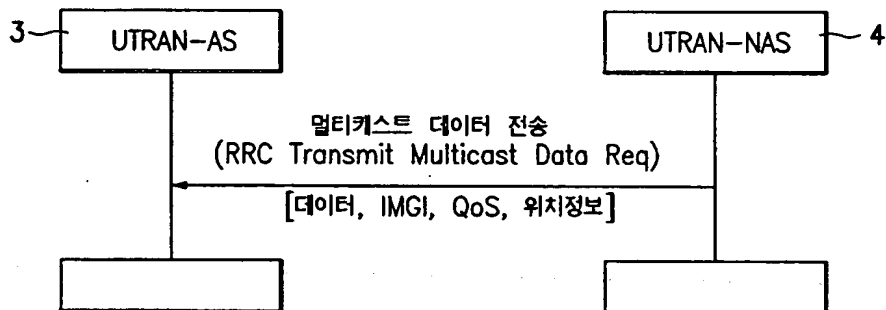 3 UTRAN-AS UTRAN-NAS 4
멀티캐스트 데이터 전송
(RRC Transmit Multicast Data Req)
[데이터, IMGI, QoS, 위치정보]